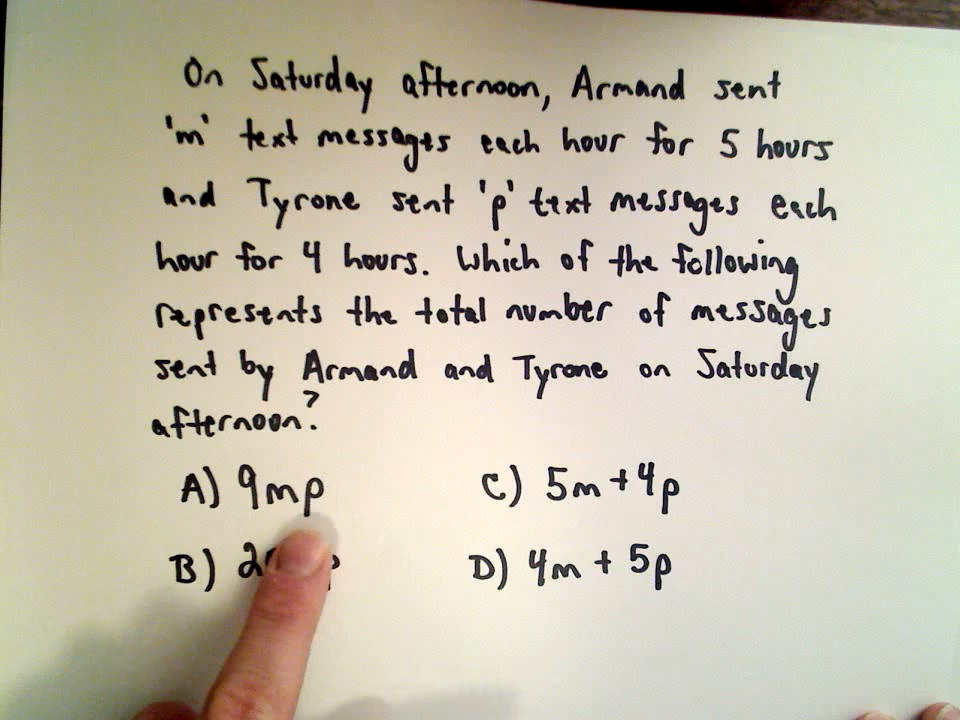 On Saturday afternoon, Armand sent
'm' text messages each hour for 5 hours
and Tyrone sent 'p' text messages each
hour for 4 hours. Which of the following
represents the total number of messages
sent by Armand and Tyrone on Saturday
afternoon?
A) 9mp
C) 5m + 4p
B)
D) 4m + 5p